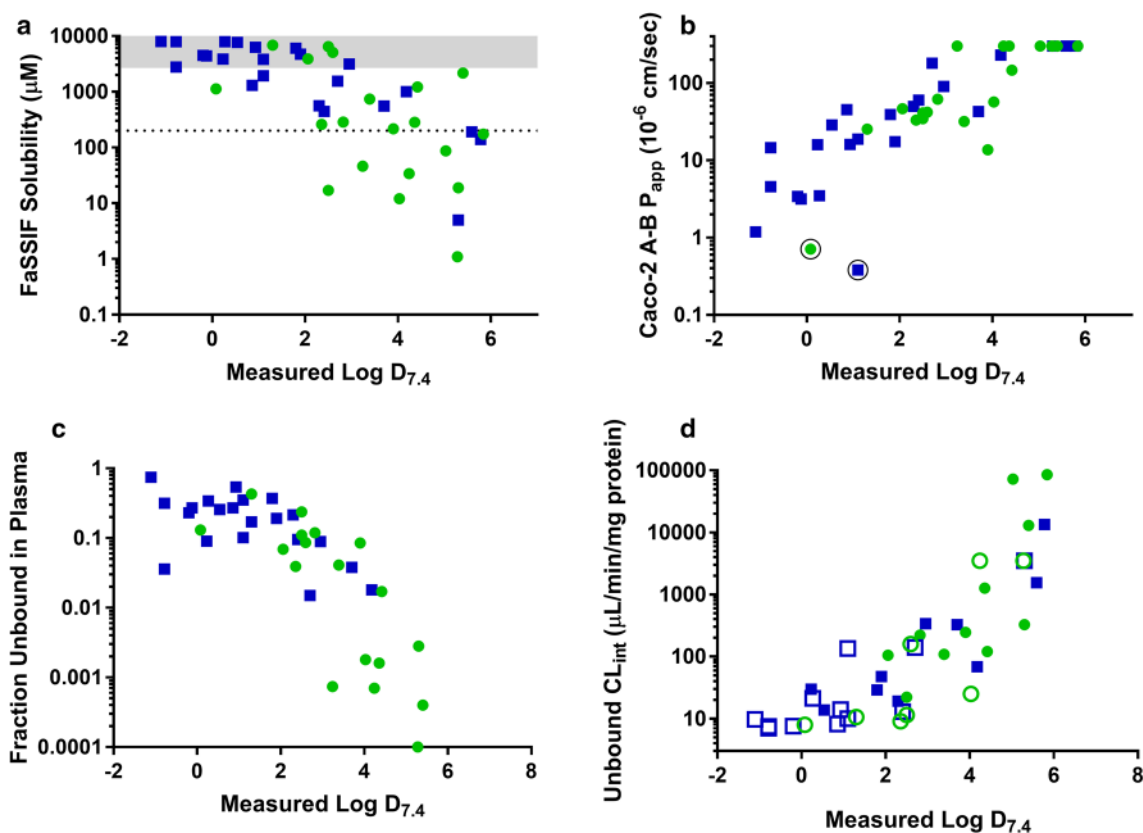 a
FaSSIF Solubility (μM)
10000
1000
100
10
1
0.1
-2 0 2 4 6
Measured Log D7.4
b
Caco-2 A-B Papp (10-6 cm/sec)
100
10
1
0.1
-2 0 2 4 6
Measured Log D7.4
c
Fraction Unbound in Plasma
1
0.1
0.01
0.001
0.0001
-2 0 2 4 6 8
Measured Log D7.4
d
Unbound CLint (μL/min/mg protein)
100000
10000
1000
100
10
-2 0 2 4 6 8
Measured Log D7.4